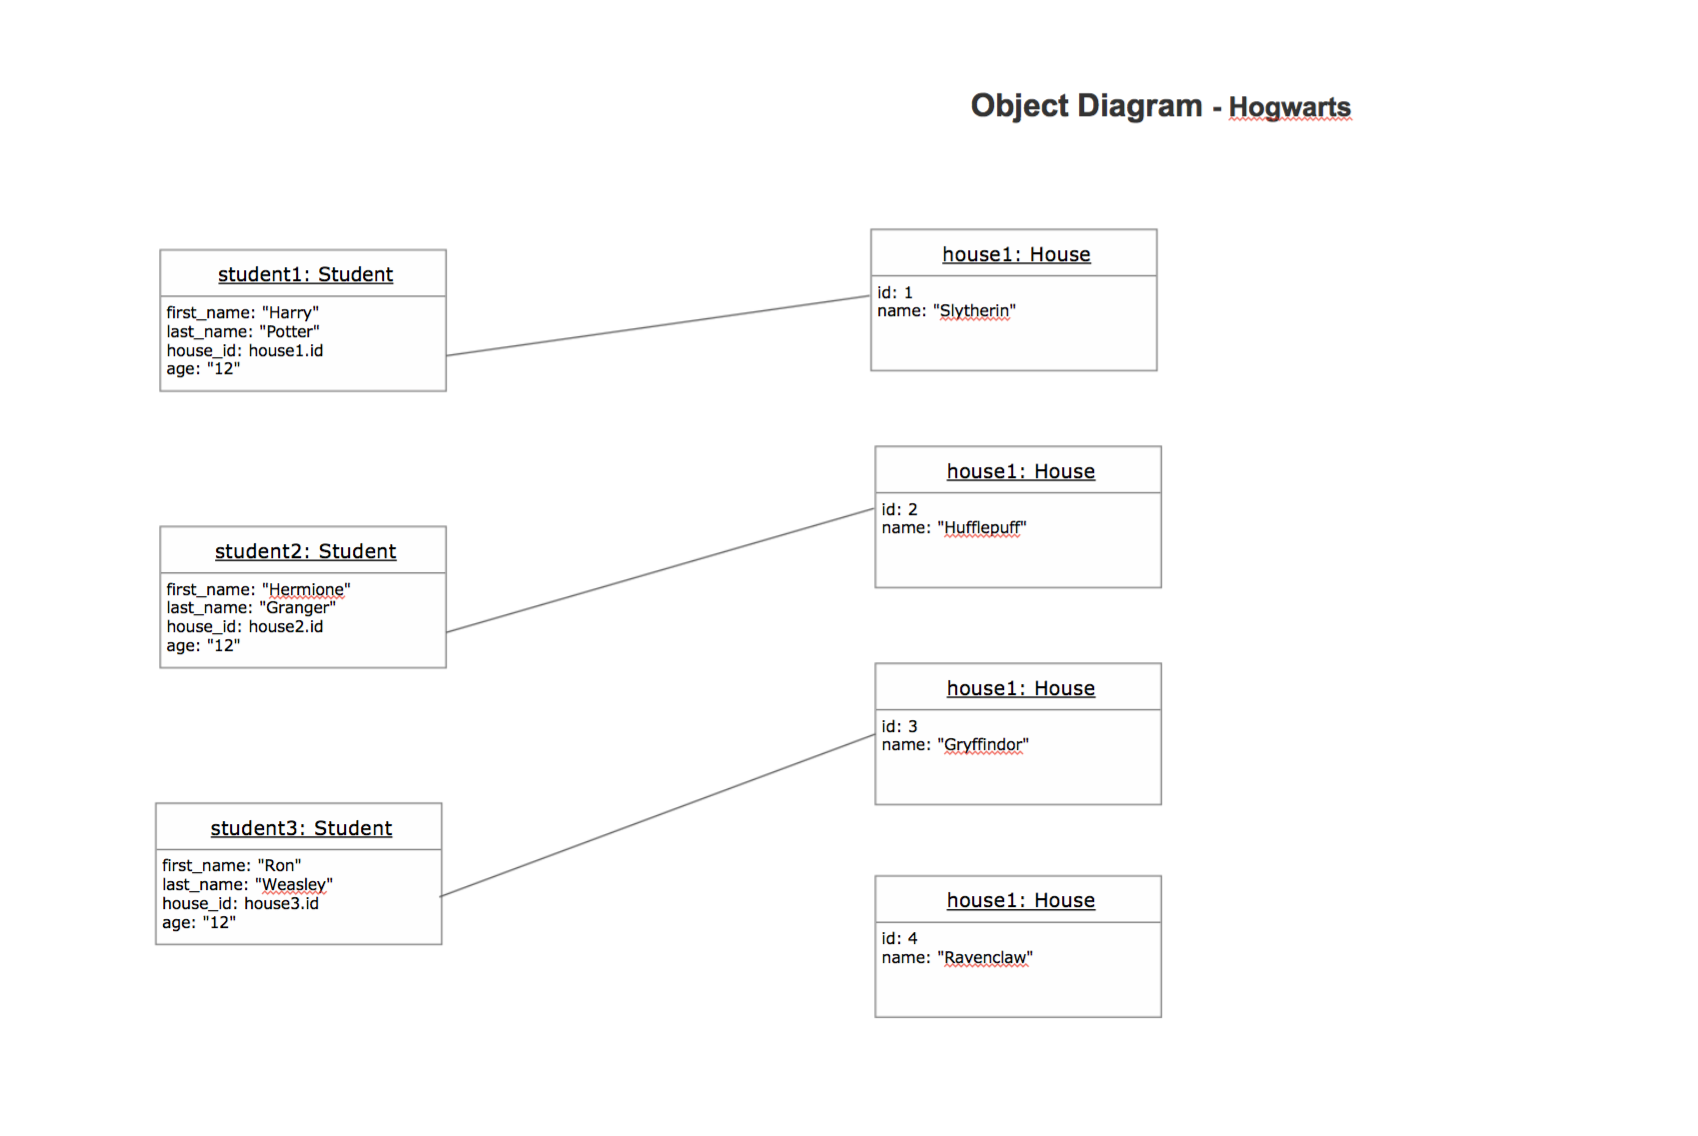 Object Diagram - Hogwarts
student1: Student
first_name: "Harry"
last_name: "Potter"
house_id: house1.id
age: "12"
house1: House
id: 1
name: "Slytherin"
student2: Student
first_name: "Hermione"
last_name: "Granger"
house_id: house2.id
age: "12"
house1: House
id: 2
name: "Hufflepuff"
student3: Student
first_name: "Ron"
last_name: "Weasley"
house_id: house3.id
age: "12"
house1: House
id: 3
name: "Gryffindor"
house1: House
id: 4
name: "Ravenclaw"